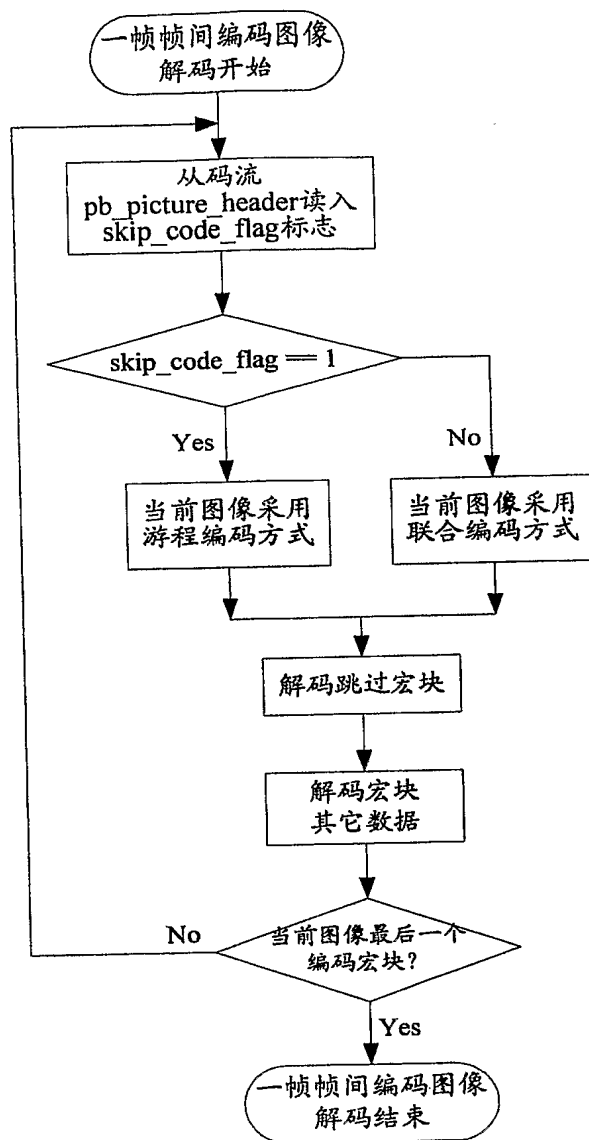 一帧帧间编码图像
解码开始
从码流
pb_picture_header读入
skip_code_flag标志
skip_code_flag == 1
Yes
No
当前图像采用
游程编码方式
当前图像采用
联合编码方式
解码跳过宏块
解码宏块
其它数据
No
当前图像最后一个
编码宏块?
Yes
一帧帧间编码图像
解码结束